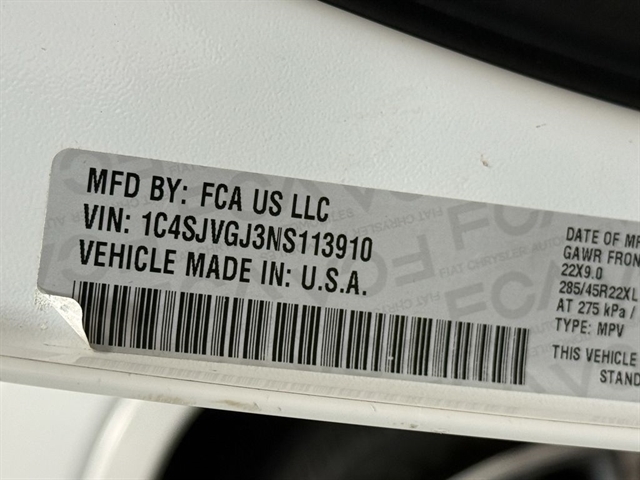 MFD BY: FCA US LLC
VIN: 1C4SJVGJ3NS113910
VEHICLE MADE IN: U.S.A.
DATE OF MF
GAWR FRON
22X9.0
285/45R22XL
AT 275 kPa /
TYPE: MPV
THIS VEHICLE
STAND